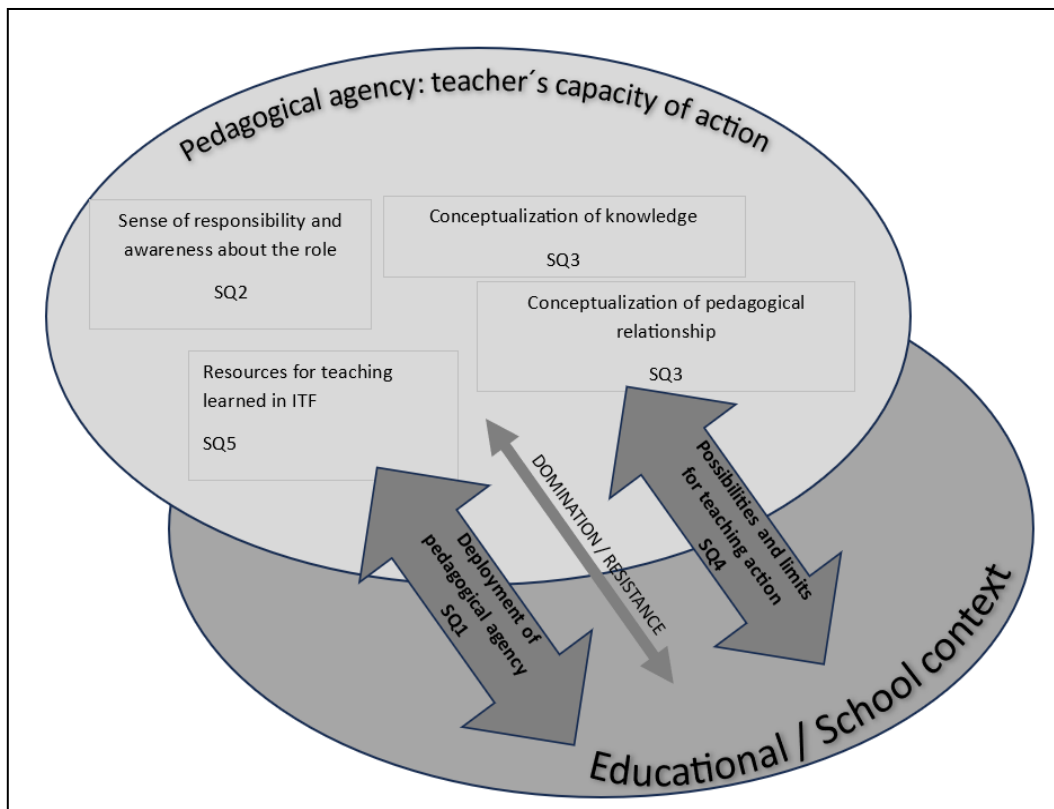 Pedagogical agency: teacher´s capacity of action
Sense of responsibility and
awareness about the role
SQ2
Conceptualization of knowledge
SQ3
Conceptualization of pedagogical
relationship
SQ3
Resources for teaching
learned in ITF
SQ5
Deployment of
pedagogical agency
SQ1
DOMINATION / RESISTANCE
Possibilities and limits
for teaching action
SQ4
Educational / School context